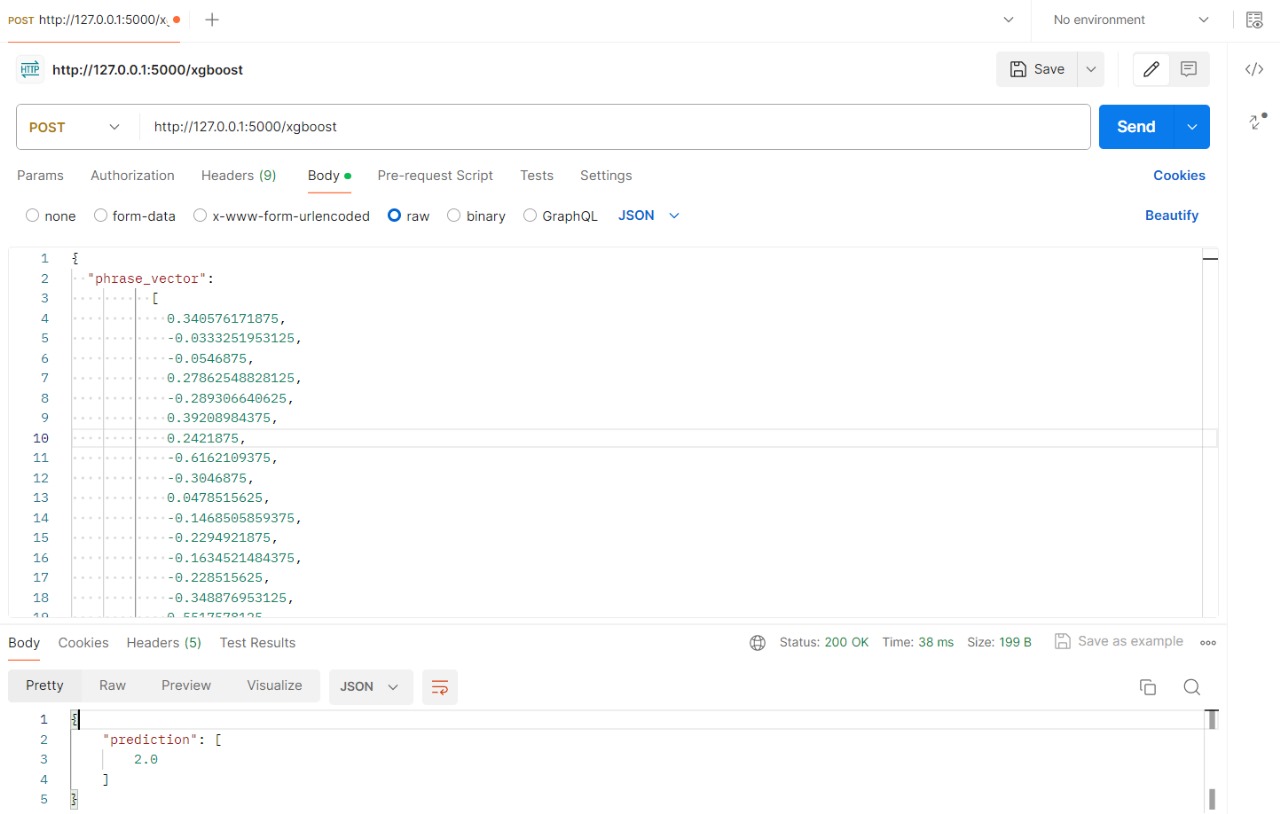 POST http://127.0.0.1:5000/x No environment
HTTP http://127.0.0.1:5000/xgboost Save
POST http://127.0.0.1:5000/xgboost Send
Params Authorization Headers (9) Body Pre-request Script Tests Settings Cookies
none form-data x-www-form-urlencoded raw binary GraphQL JSON Beautify
1 {
2 "phrase_vector":
3 [
4 0.340576171875,
5 -0.0333251953125,
6 -0.0546875,
7 0.27862548828125,
8 -0.289306640625,
9 0.39208984375,
10 0.2421875,
11 -0.6162109375,
12 -0.3046875,
13 0.0478515625,
14 -0.1468505859375,
15 -0.2294921875,
16 -0.1634521484375,
17 -0.228515625,
18 -0.348876953125,
19 0.5517578125
Body Cookies Headers (5) Test Results Status: 200 OK Time: 38 ms Size: 199 B Save as example
Pretty Raw Preview Visualize JSON
1 {
2 "prediction": [
3 2.0
4 ]
5 }